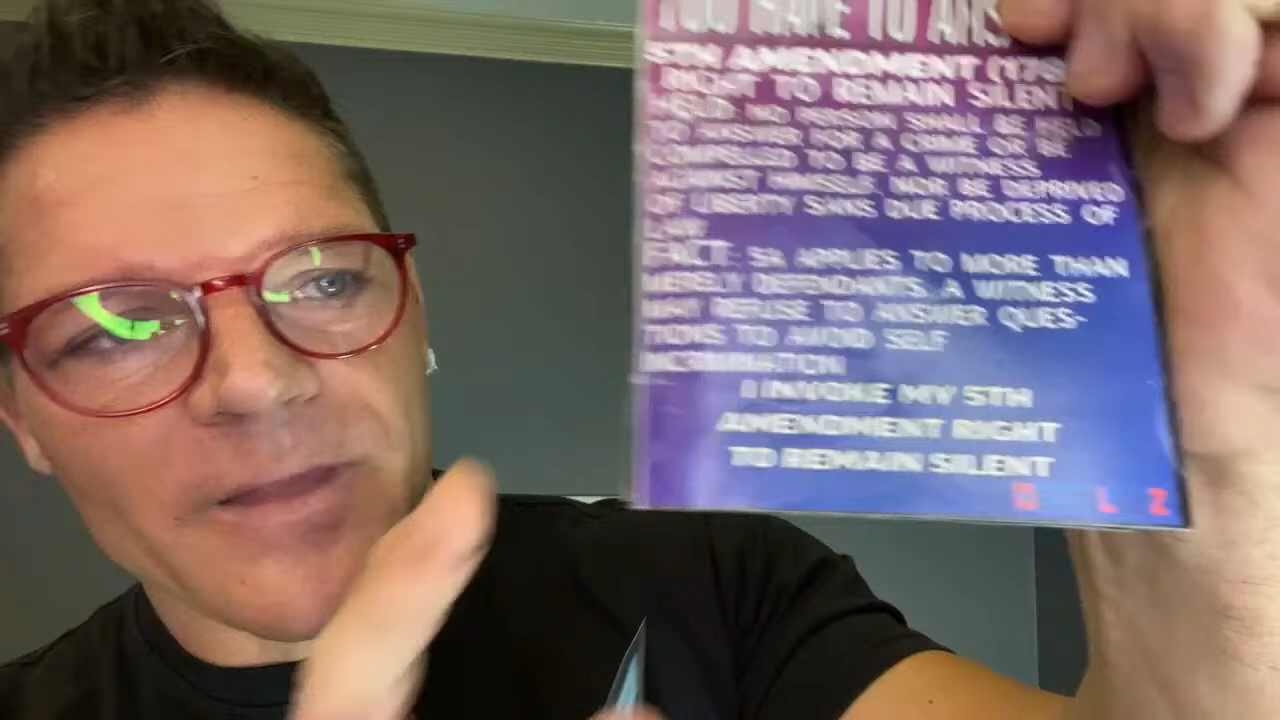 YOU HAVE TO ANS
5TH AMENDMENT (179
RIGHT TO REMAIN SILENT
HELD NO PERSON SHALL BE HELD
TO ANSWER FOR A CRIME OR BE
COMPELLED TO BE A WITNESS
AGAINST HIMSELF, NOR BE DEPRIVED
OF LIBERTY SANS DUE PROCESS OF
LAW
FACT: 5A APPLIES TO MORE THAN
MERELY DEFENDANTS. A WITNESS
MAY REFUSE TO ANSWER QUES-
TIONS TO AVOID SELF
INCRIMINATION
I INVOKE MY 5TH
AMENDMENT RIGHT
TO REMAIN SILENT
D L Z